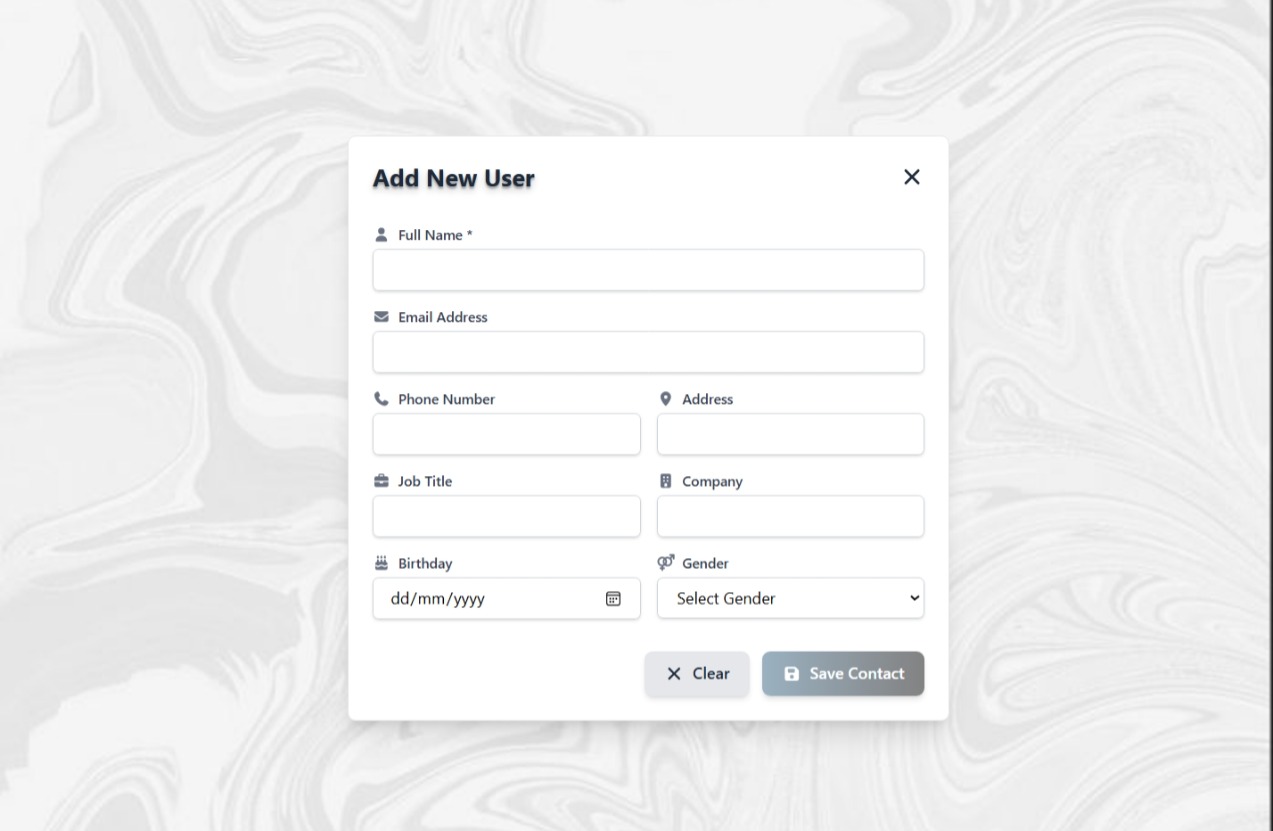 Add New User
Full Name *
Email Address
Phone Number
Address
Job Title
Company
Birthday
Gender
dd/mm/yyyy
Select Gender
Clear
Save Contact